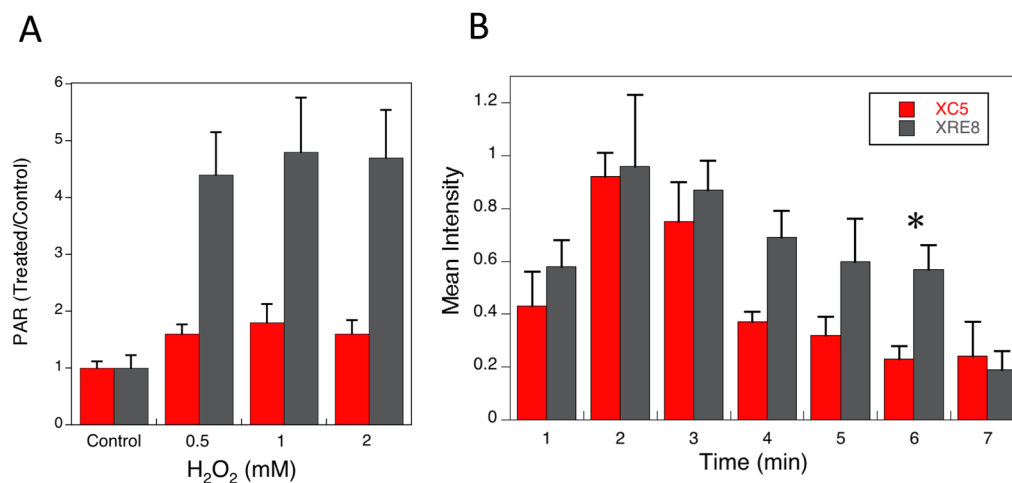 A
PAR (Treated/Control)
6
5
4
3
2
1
0
Control 0.5 1 2
H₂O₂ (mM)
B
Mean Intensity
1.2
1
0.8
0.6
0.4
0.2
0
XC5
XRE8
*
1 2 3 4 5 6 7
Time (min)